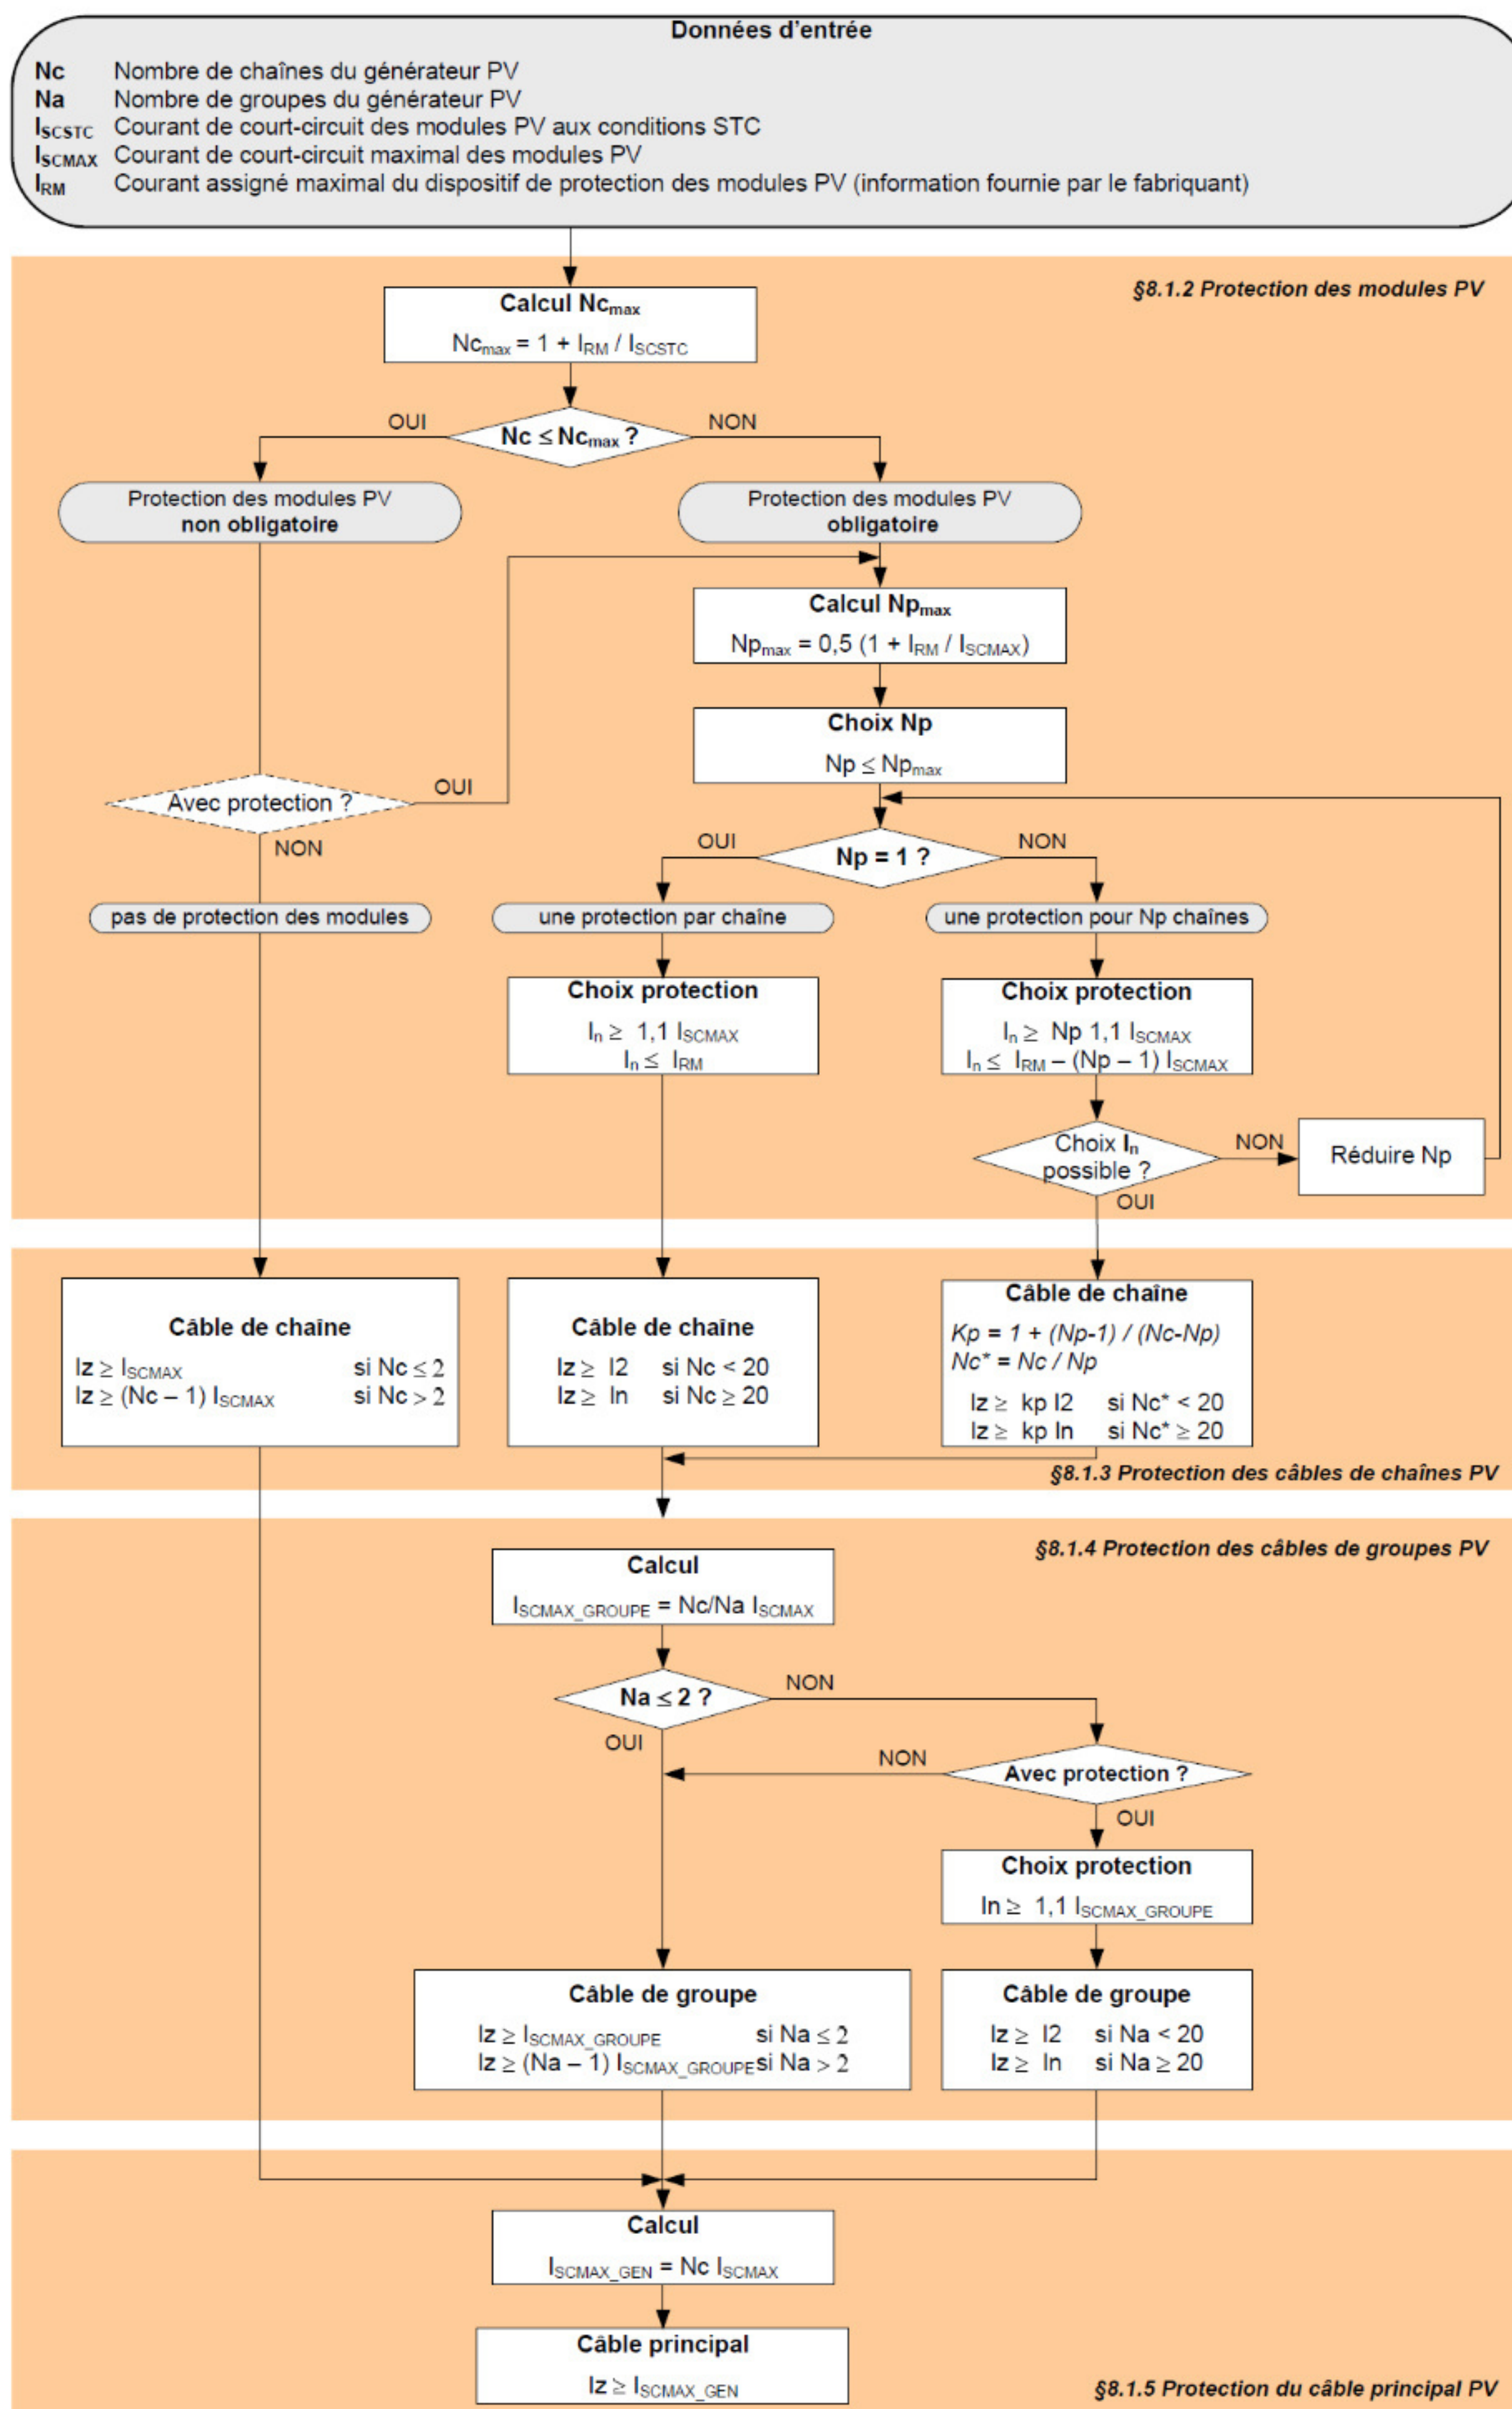 Données d'entrée
Nc Nombre de chaînes du générateur PV
Na Nombre de groupes du générateur PV
ISCSTC Courant de court-circuit des modules PV aux conditions STC
ISCMAX Courant de court-circuit maximal des modules PV
IRM Courant assigné maximal du dispositif de protection des modules PV (information fournie par le fabriquant)
§8.1.2 Protection des modules PV
Calcul Ncmax
Ncmax = 1 + IRM / ISCSTC
OUI
Nc ≤ Ncmax ?
NON
Protection des modules PV
non obligatoire
Protection des modules PV
obligatoire
Calcul Npmax
Npmax = 0,5 (1 + IRM / ISCMAX)
Choix Np
Np ≤ Npmax
Avec protection ?
OUI
NON
OUI
Np = 1 ?
NON
pas de protection des modules
une protection par chaîne
une protection pour Np chaînes
Choix protection
In ≥ 1,1 ISCMAX
In ≤ IRM
Choix protection
In ≥ Np 1,1 ISCMAX
In ≤ IRM – (Np – 1) ISCMAX
Choix In
possible ?
NON
Réduire Np
OUI
Câble de chaîne
Iz ≥ ISCMAX si Nc ≤ 2
Iz ≥ (Nc – 1) ISCMAX si Nc > 2
Câble de chaîne
Iz ≥ I2 si Nc < 20
Iz ≥ In si Nc ≥ 20
Câble de chaîne
Kp = 1 + (Np-1) / (Nc-Np)
Nc* = Nc / Np
Iz ≥ kp I2 si Nc* < 20
Iz ≥ kp In si Nc* ≥ 20
§8.1.3 Protection des câbles de chaînes PV
§8.1.4 Protection des câbles de groupes PV
Calcul
ISCMAX_GROUPE = Nc/Na ISCMAX
Na ≤ 2 ?
NON
OUI
NON
Avec protection ?
OUI
Choix protection
In ≥ 1,1 ISCMAX_GROUPE
Câble de groupe
Iz ≥ ISCMAX_GROUPE si Na ≤ 2
Iz ≥ (Na – 1) ISCMAX_GROUPE si Na > 2
Câble de groupe
Iz ≥ I2 si Na < 20
Iz ≥ In si Na ≥ 20
Calcul
ISCMAX_GEN = Nc ISCMAX
Câble principal
Iz ≥ ISCMAX_GEN
§8.1.5 Protection du câble principal PV